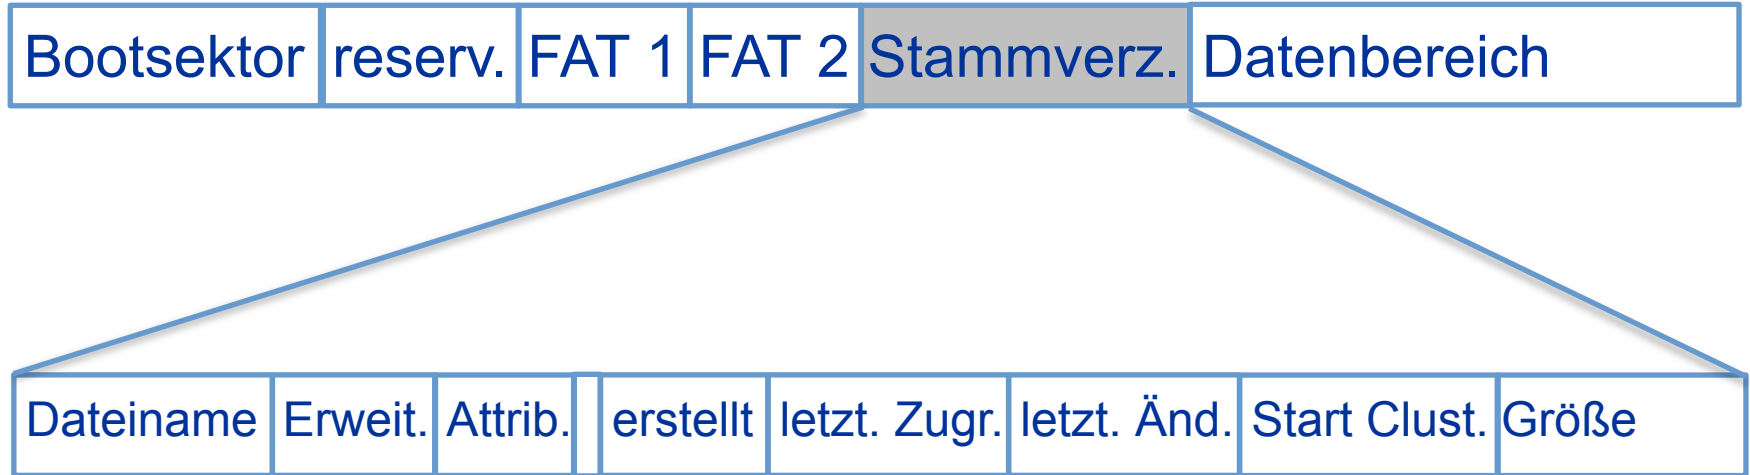 Bootsektor reserv. FAT 1 FAT 2 Stammverz. Datenbereich
Dateiname Erweit. Attrib. erstellt letzt. Zugr. letzt. Änd. Start Clust. Größe